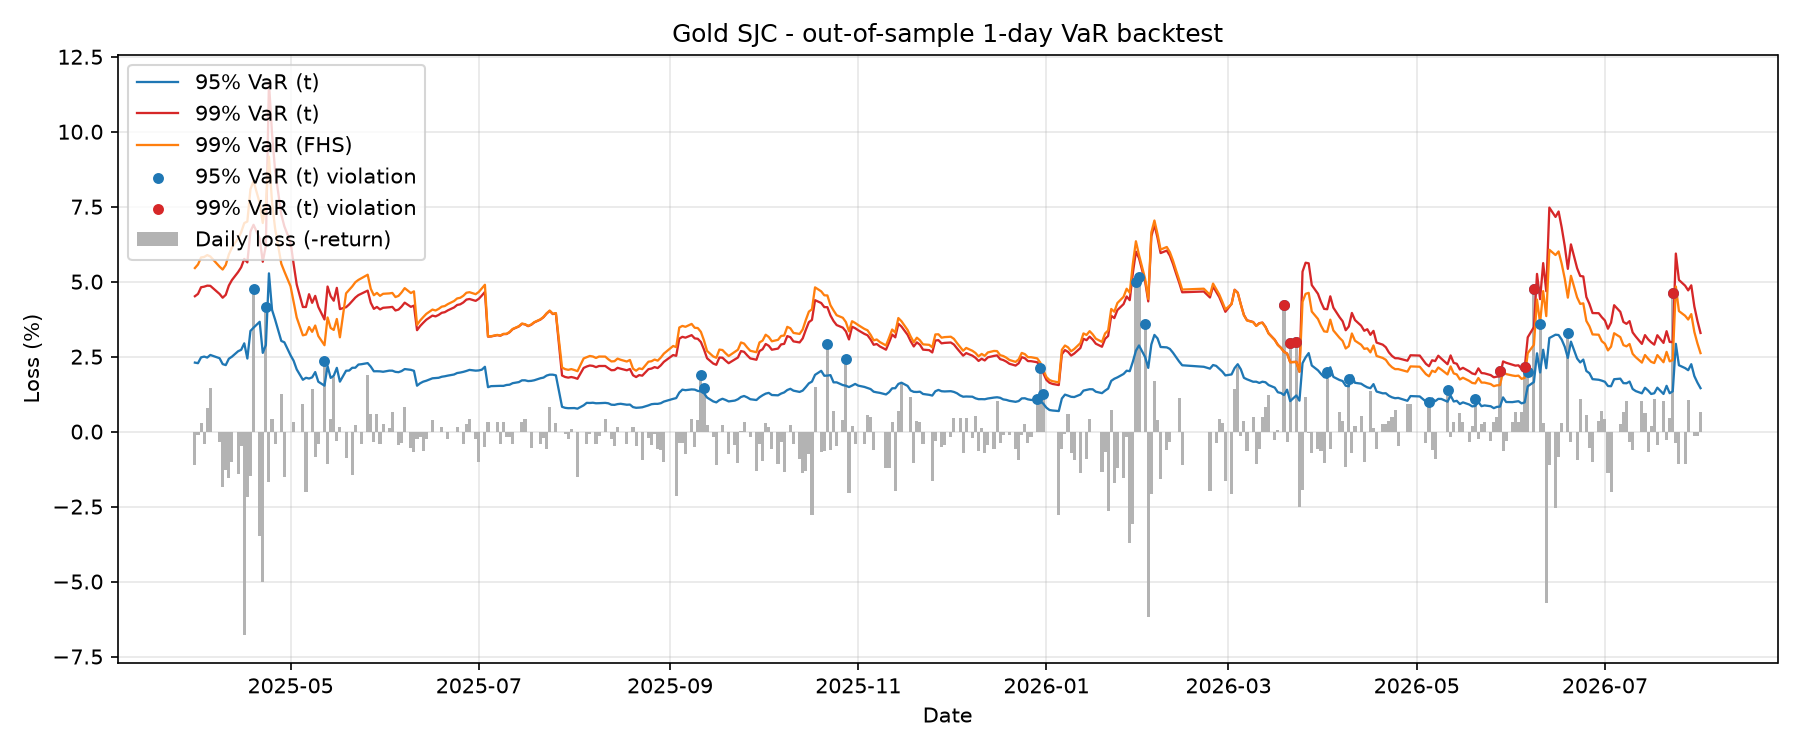 Gold SJC - out-of-sample 1-day VaR backtest
12.5
10.0
7.5
5.0
2.5
0.0
−2.5
−5.0
−7.5
Loss (%)
95% VaR (t)
99% VaR (t)
99% VaR (FHS)
95% VaR (t) violation
99% VaR (t) violation
Daily loss (-return)
2025-05
2025-07
2025-09
2025-11
2026-01
2026-03
2026-05
2026-07
Date